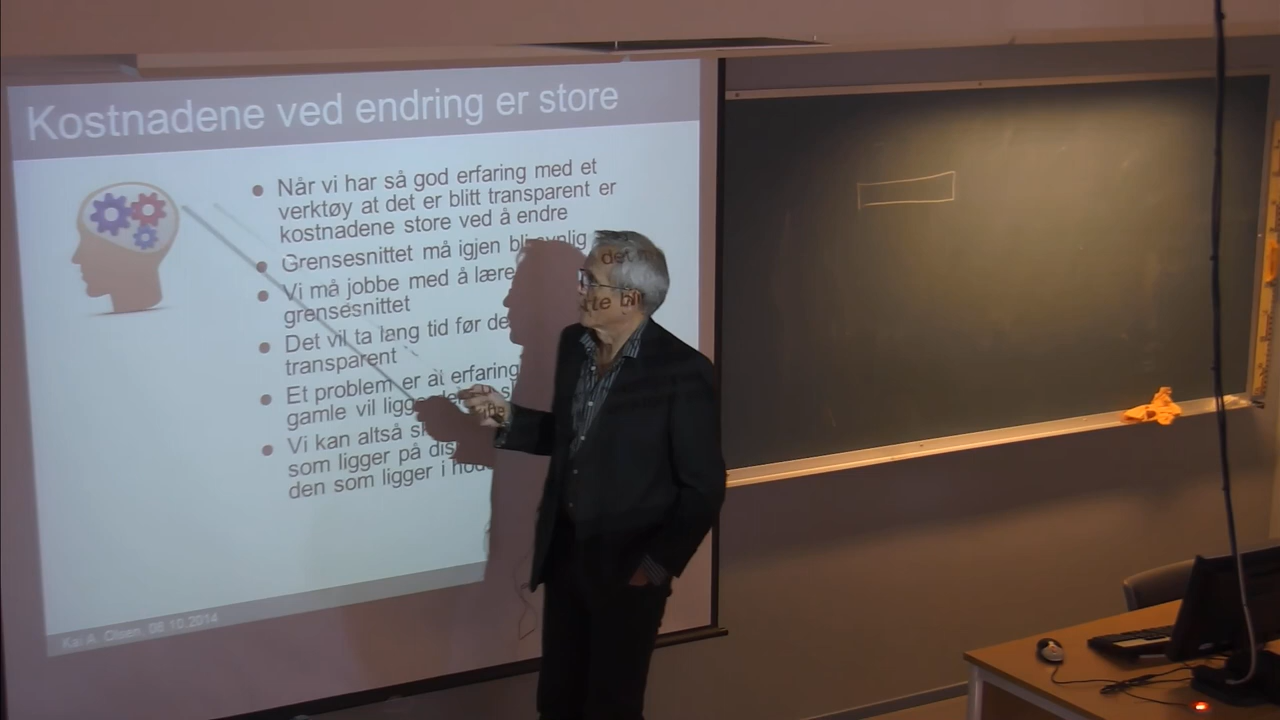 Kostnadene ved endring er store
Når vi har så god erfaring med et
verktøy at det er blitt transparent er
kostnadene store ved å endre
Grensesnittet må igjen bli synlig
Vi må jobbe med å lære
grensesnittet
Det vil ta lang tid før de
transparent
Et problem er at erfaring
gamle vil ligge
Vi kan altså
som ligger på
den som ligger i
Kai A. Olsen, 06.10.2014